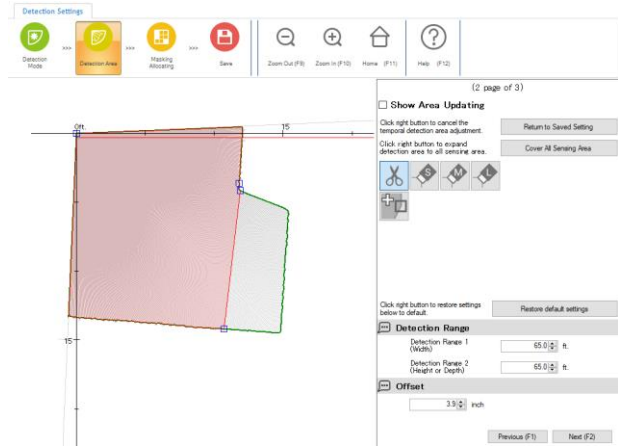 Detection Settings
Detection Mode
>>>
Detection Area
>>>
Masking Allocating
>>>
Save
Zoom Out (F9)
Zoom In (F10)
Home (F11)
Help (F12)
0ft.
15
15
(2 page of 3)
Show Area Updating
Click right button to cancel the
temporal detection area adjustment.
Return to Saved Setting
Click right button to expand
detection area to all sensing area.
Cover All Sensing Area
S
M
L
Click right button to restore settings
below to default.
Restore default settings
Detection Range
Detection Range 1
(Width)
65.0 ft.
Detection Range 2
(Height or Depth)
65.0 ft.
Offset
3.9 inch
Previous (F1)
Next (F2)